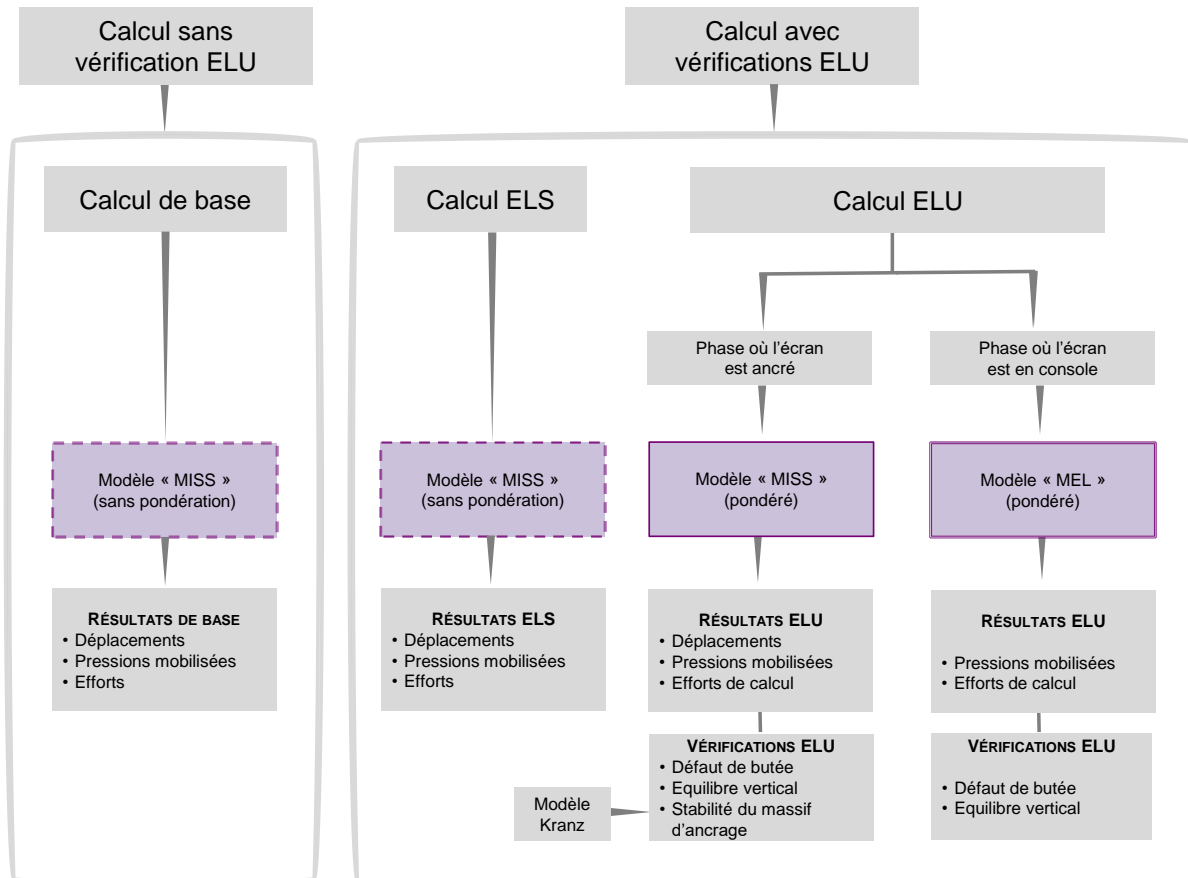 Calcul sans
vérification ELU
Calcul avec
vérifications ELU
Calcul de base
Calcul ELS
Calcul ELU
Phase où l'écran
est ancré
Phase où l'écran
est en console
Modèle « MISS »
(sans pondération)
Modèle « MISS »
(sans pondération)
Modèle « MISS »
(pondéré)
Modèle « MEL »
(pondéré)
RÉSULTATS DE BASE
• Déplacements
• Pressions mobilisées
• Efforts
RÉSULTATS ELS
• Déplacements
• Pressions mobilisées
• Efforts
RÉSULTATS ELU
• Déplacements
• Pressions mobilisées
• Efforts de calcul
RÉSULTATS ELU
• Pressions mobilisées
• Efforts de calcul
VÉRIFICATIONS ELU
• Défaut de butée
• Equilibre vertical
• Stabilité du massif
d'ancrage
VÉRIFICATIONS ELU
• Défaut de butée
• Equilibre vertical
Modèle
Kranz